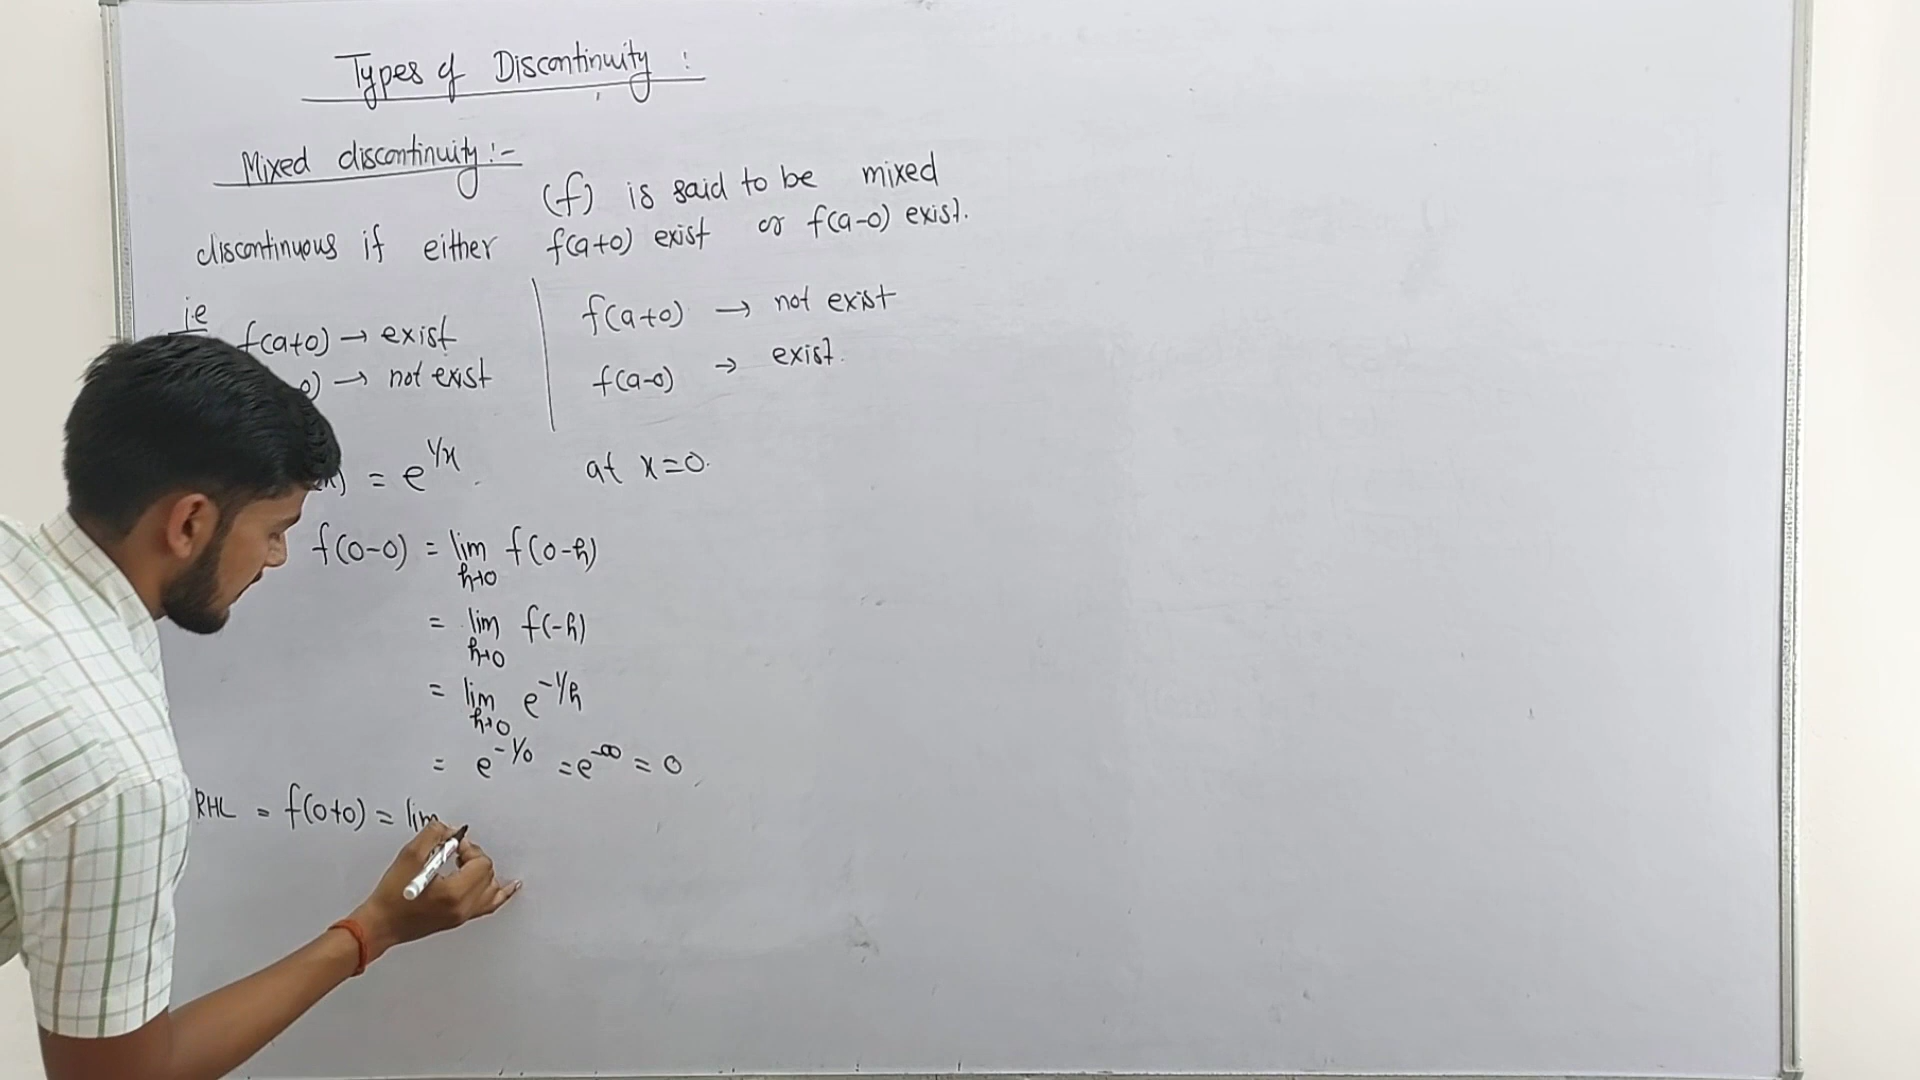 Types of Discontinuity :
Mixed discontinuity :-
(f) is said to be mixed
discontinuous if either f(a+0) exist or f(a-0) exist.
i.e
f(a+0) → exist
0) → not exist
f(a+0) → not exist
f(a-0) → exist.
x) = e^1/x . at x=0.
f(0-0) = lim h→0 f(0-h)
= lim h→0 f(-h)
= lim h→0 e^-1/h
= e^-1/0 = e^-∞ = 0
RHL = f(0+0) = lim